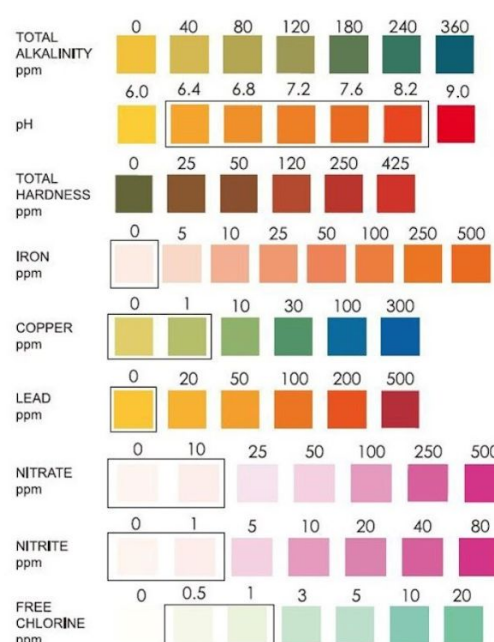 TOTAL ALKALINITY ppm
0 40 80 120 180 240 360
pH
6.0 6.4 6.8 7.2 7.6 8.2 9.0
TOTAL HARDNESS ppm
0 25 50 120 250 425
IRON ppm
0 5 10 25 50 100 250 500
COPPER ppm
0 1 10 30 100 300
LEAD ppm
0 20 50 100 200 500
NITRATE ppm
0 10 25 50 100 250 500
NITRITE ppm
0 1 5 10 20 40 80
FREE CHLORINE ppm
0 0.5 1 3 5 10 20